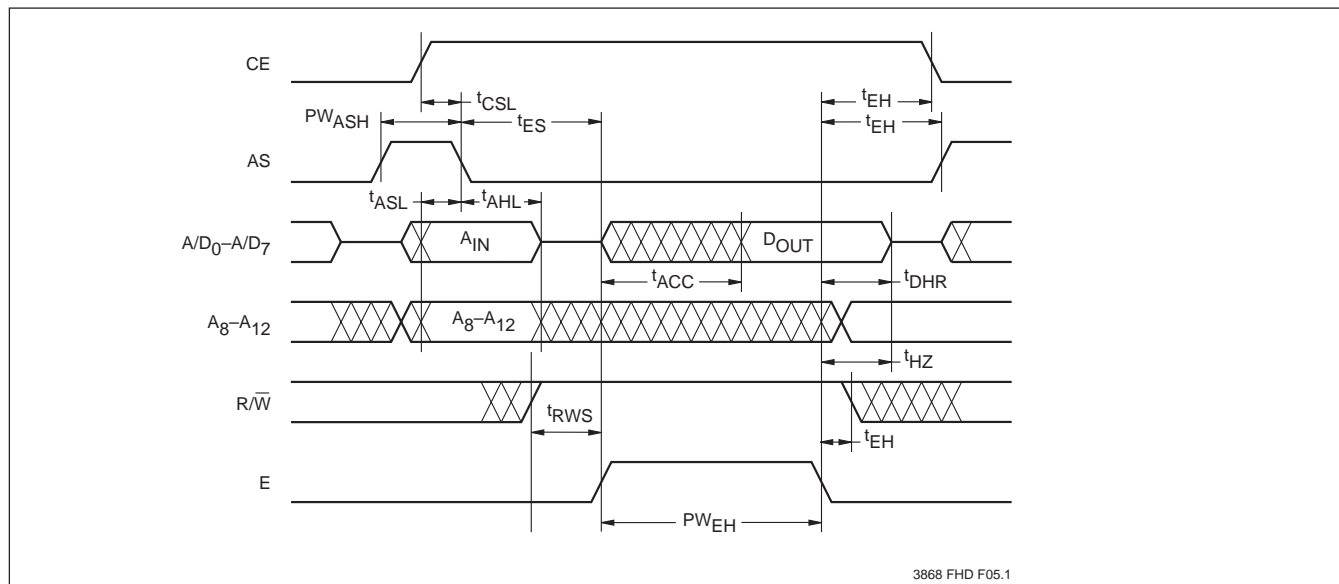 CE
tCSL
tEH
PWASH
tES
tEH
AS
tASL
tAHL
A/D0–A/D7
AIN
DOUT
tACC
tDHR
A8–A12
A8–A12
tHZ
R/W̅
tRWS
tEH
E
PWEH
3868 FHD F05.1